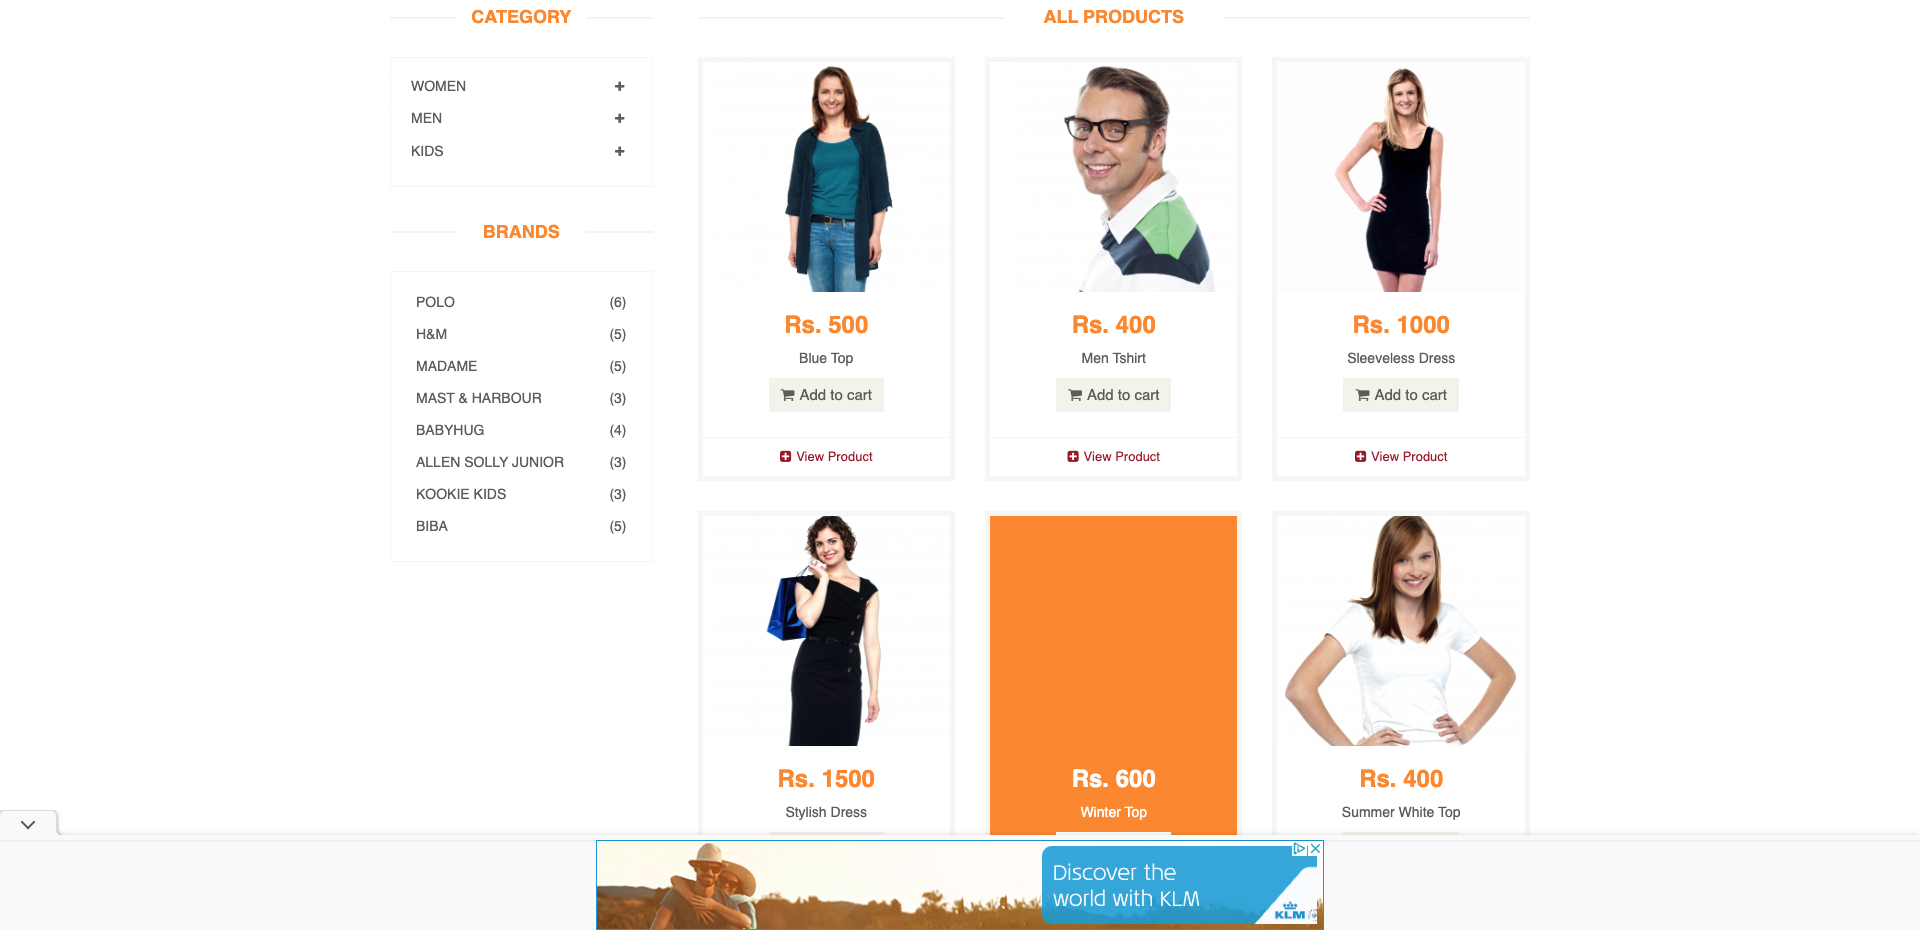 CATEGORY
WOMEN
MEN
KIDS
BRANDS
POLO (6)
H&M (5)
MADAME (5)
MAST & HARBOUR (3)
BABYHUG (4)
ALLEN SOLLY JUNIOR (3)
KOOKIE KIDS (3)
BIBA (5)
ALL PRODUCTS
Rs. 500
Blue Top
Add to cart
View Product
Rs. 400
Men Tshirt
Add to cart
View Product
Rs. 1000
Sleeveless Dress
Add to cart
View Product
Rs. 1500
Stylish Dress
Rs. 600
Winter Top
Rs. 400
Summer White Top
Discover the
world with KLM
KLM